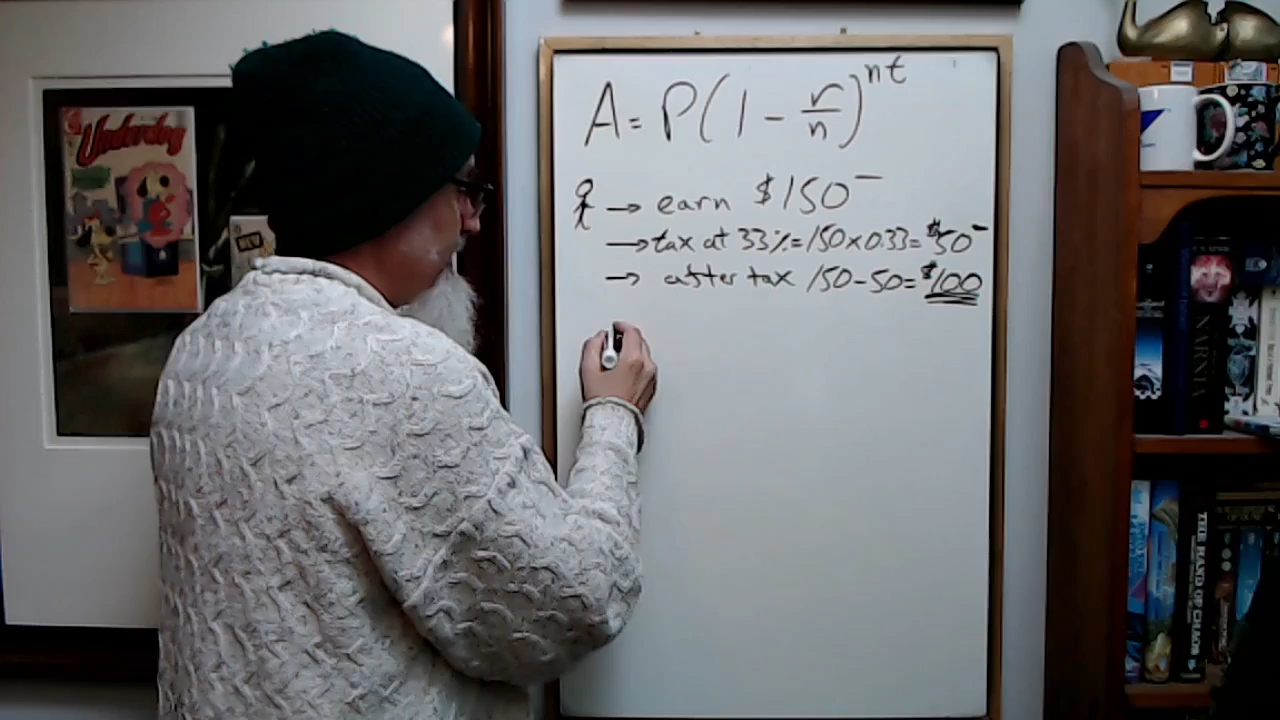 A = P(1 - r/n)^nt
→ earn $150-
→ tax at 33% = 150 x 0.33 = $50-
→ after tax 150 - 50 = $100
Underdog
NARNIA
THE HAND OF CHAOS